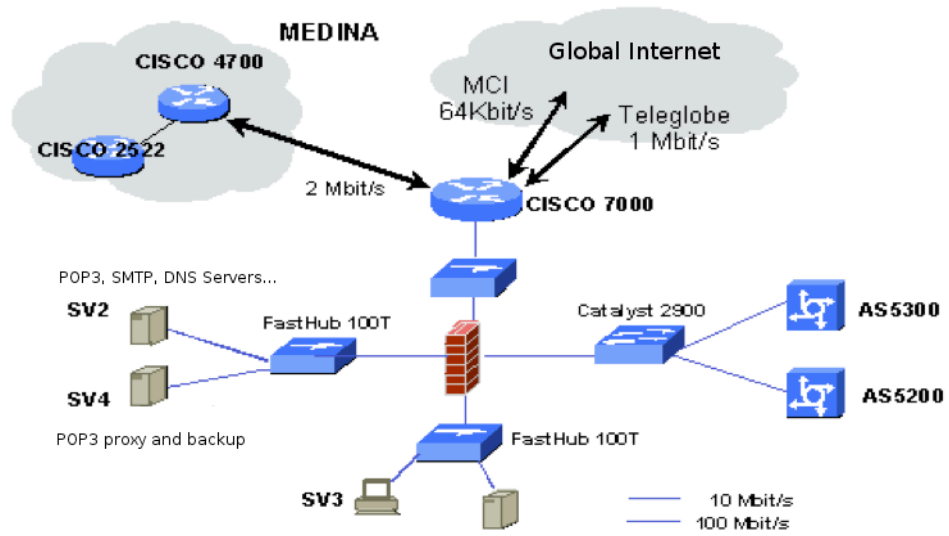 MEDINA
CISCO 4700
CISCO 2522
Global Internet
MCI
64Kbit/s
Teleglobe
1 Mbit/s
2 Mbit/s
CISCO 7000
POP3, SMTP, DNS Servers...
SV2
FastHub 100T
Catalyst 2900
AS5300
SV4
AS5200
POP3 proxy and backup
FastHub 100T
SV3
10 Mbit/s
100 Mbit/s